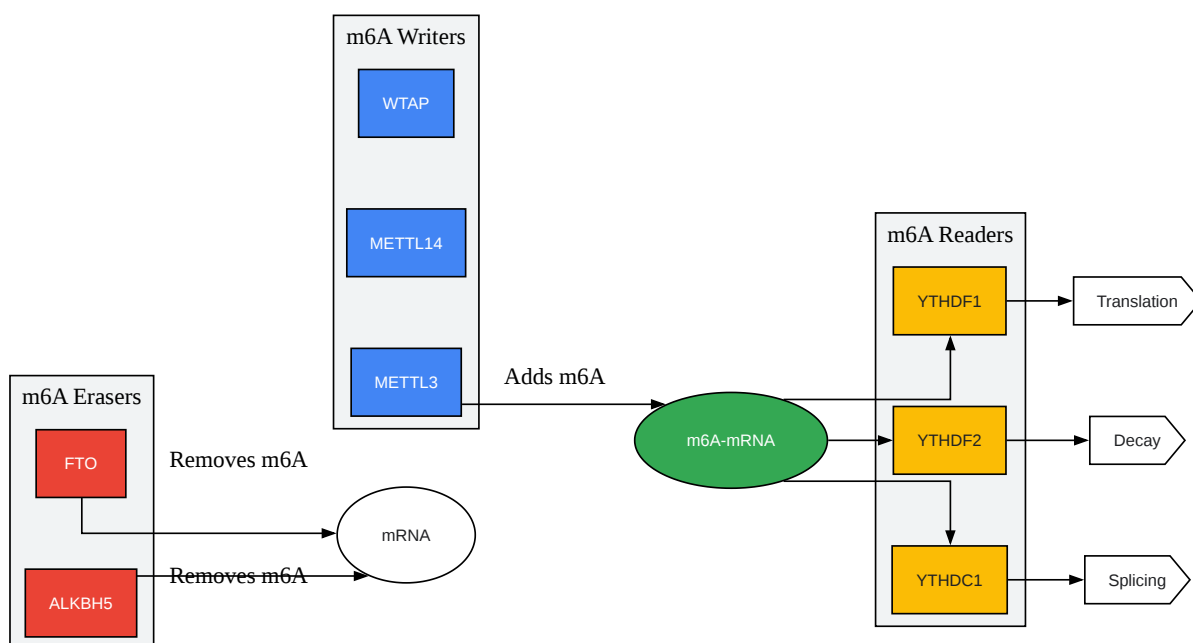 m6A Writers
WTAP
METTL14
METTL3
Adds m6A
m6A Erasers
FTO
Removes m6A
ALKBH5
Removes m6A
mRNA
m6A-mRNA
m6A Readers
YTHDF1
Translation
YTHDF2
Decay
YTHDC1
Splicing